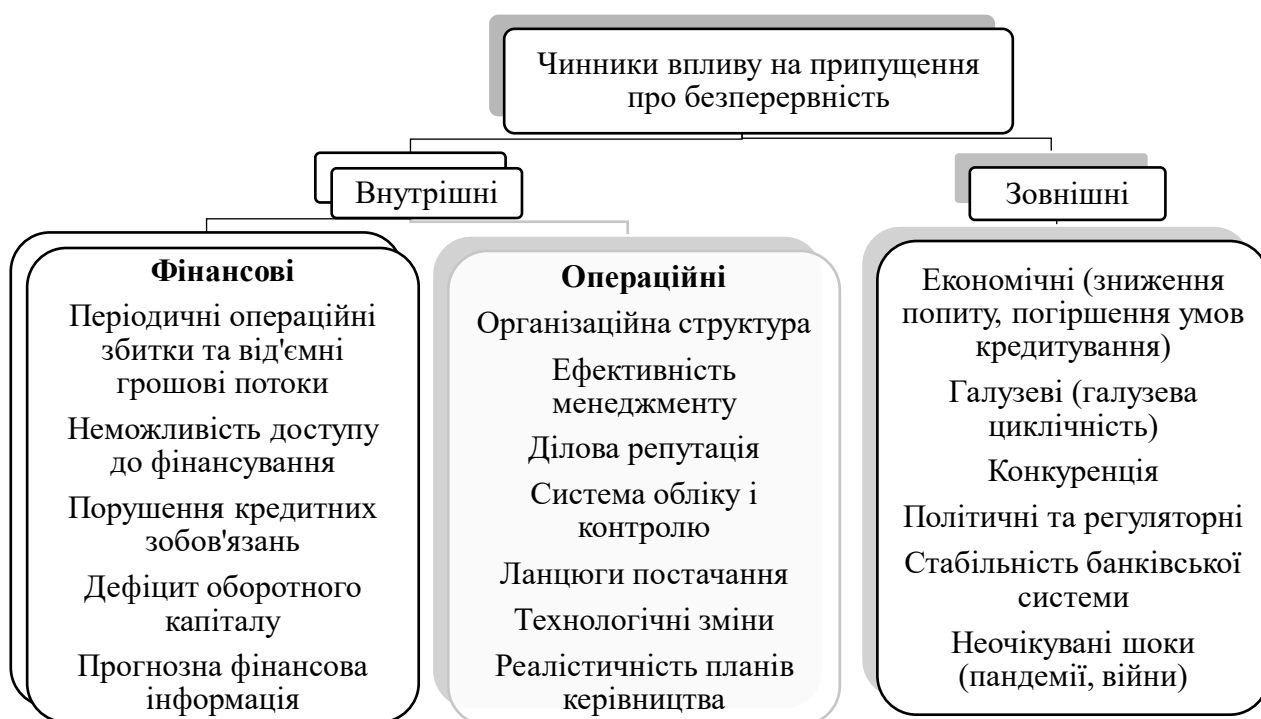 Чинники впливу на припущення
про безперервність
Внутрішні
Зовнішні
Фінансові
Періодичні операційні
збитки та від'ємні
грошові потоки
Неможливість доступу
до фінансування
Порушення кредитних
зобов'язань
Дефіцит оборотного
капіталу
Прогнозна фінансова
інформація
Операційні
Організаційна структура
Ефективність
менеджменту
Ділова репутація
Система обліку і
контролю
Ланцюги постачання
Технологічні зміни
Реалістичність планів
керівництва
Економічні (зниження
попиту, погіршення умов
кредитування)
Галузеві (галузева
циклічність)
Конкуренція
Політичні та регуляторні
Стабільність банківської
системи
Неочікувані шоки
(пандемії, війни)